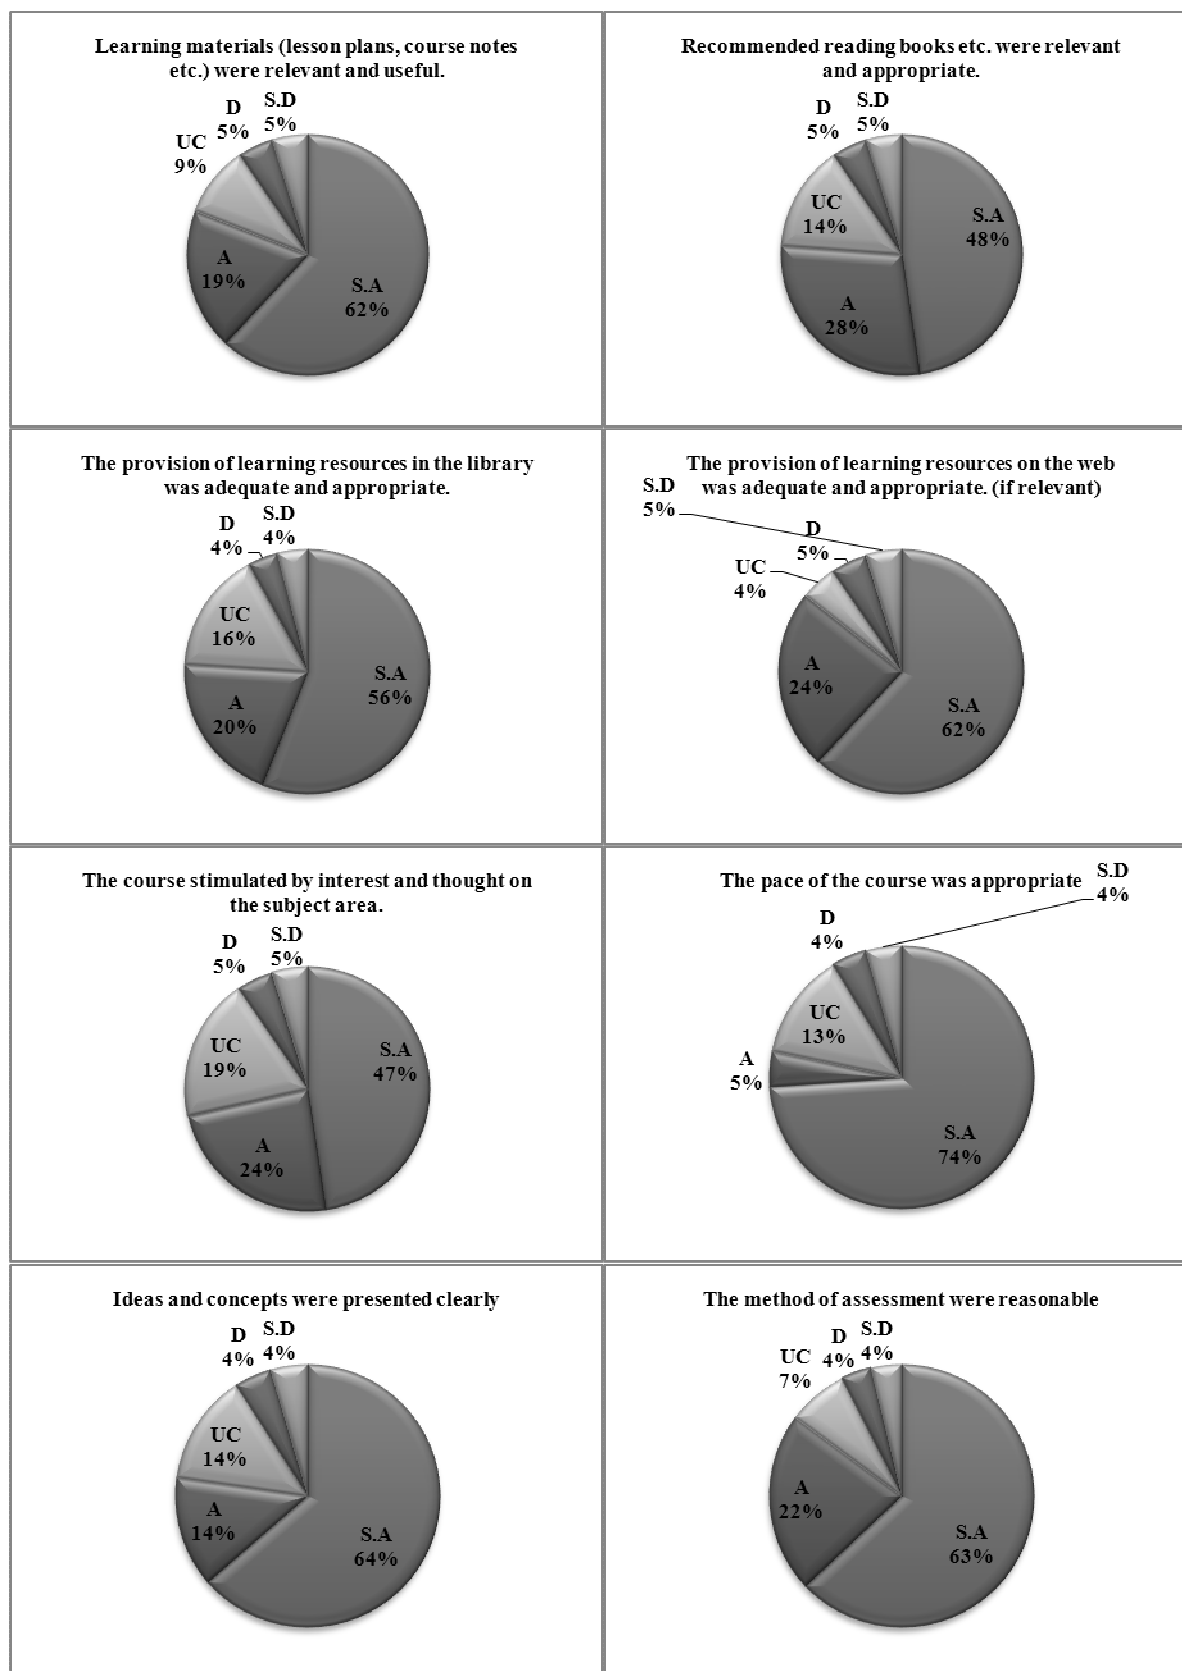 Learning materials (lesson plans, course notes
etc.) were relevant and useful.
D
5%
S.D
5%
UC
9%
A
19%
S.A
62%
Recommended reading books etc. were relevant
and appropriate.
D
5%
S.D
5%
UC
14%
S.A
48%
A
28%
The provision of learning resources in the library
was adequate and appropriate.
D
4%
S.D
4%
UC
16%
S.A
56%
A
20%
The provision of learning resources on the web
was adequate and appropriate. (if relevant)
S.D
5%
D
5%
UC
4%
A
24%
S.A
62%
The course stimulated by interest and thought on
the subject area.
D
5%
S.D
5%
UC
19%
S.A
47%
A
24%
The pace of the course was appropriate
S.D
4%
D
4%
UC
13%
A
5%
S.A
74%
Ideas and concepts were presented clearly
D
4%
S.D
4%
UC
14%
A
14%
S.A
64%
The method of assessment were reasonable
D
4%
S.D
4%
UC
7%
A
22%
S.A
63%